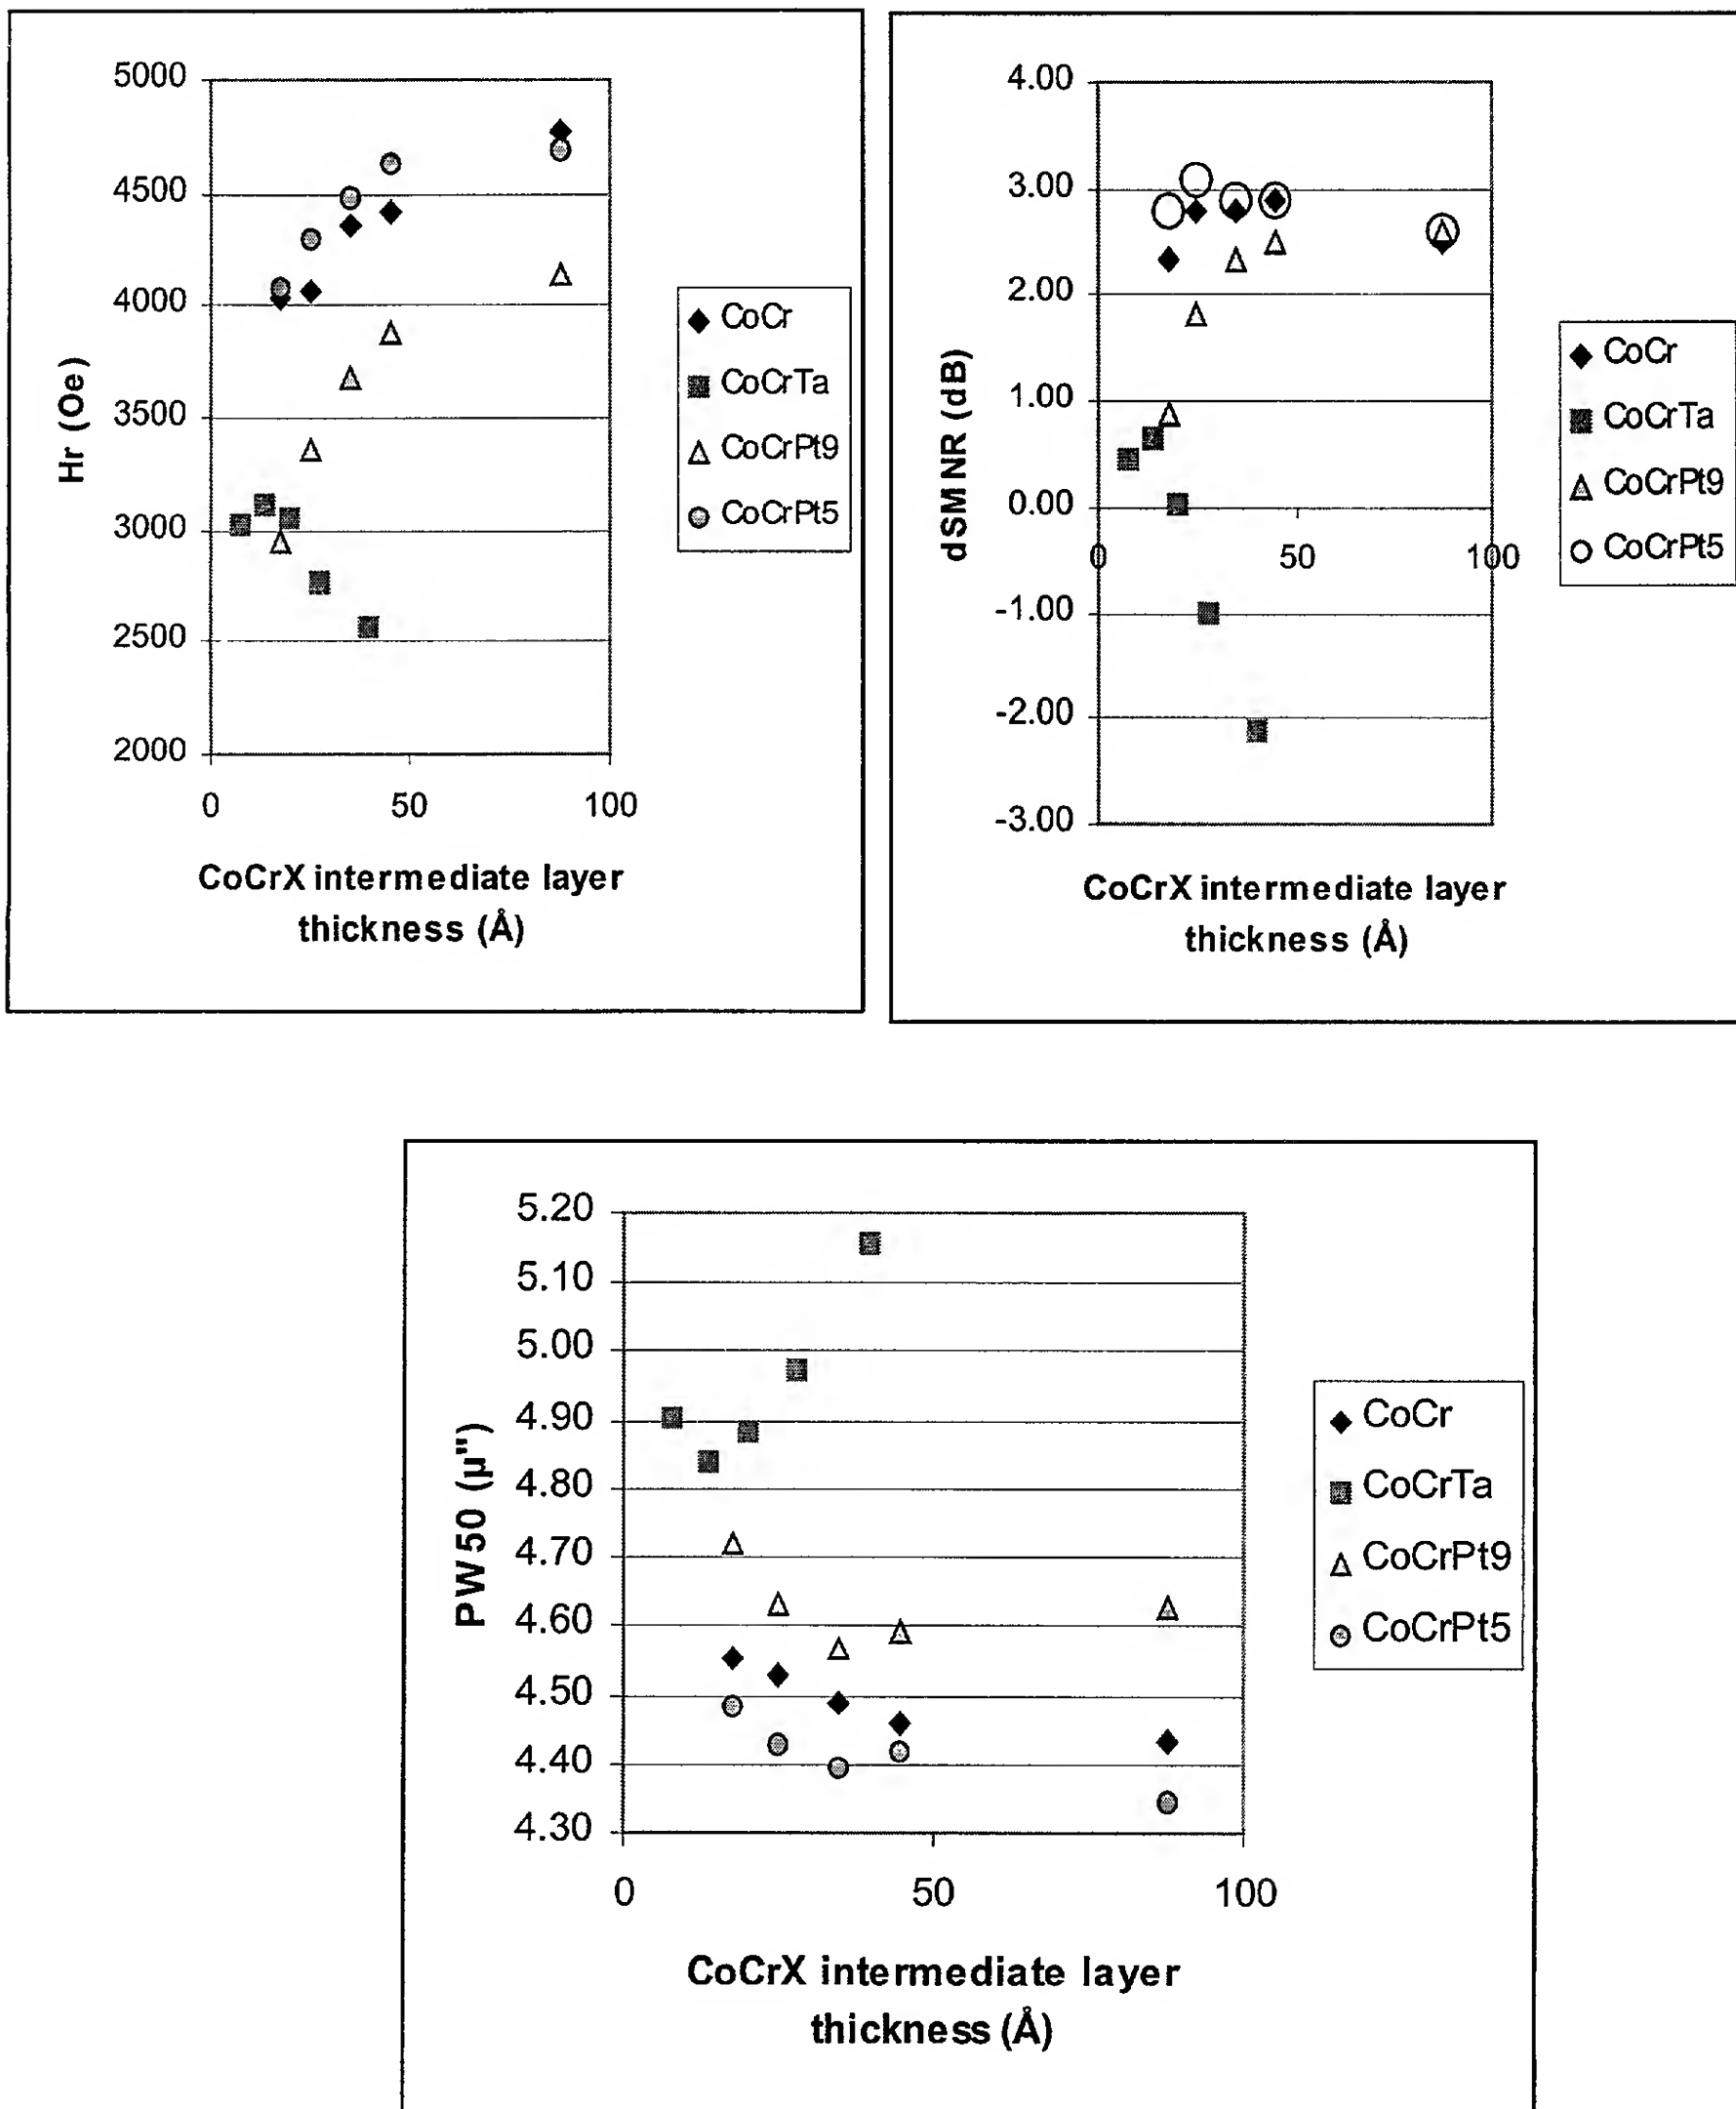 5000
4500
4000
3500
3000
2500
2000
Hr (Oe)
0 50 100
CoCrX intermediate layer
thickness (Å)
CoCr
CoCrTa
CoCrPt9
CoCrPt5
4.00
3.00
2.00
1.00
0.00
-1.00
-2.00
-3.00
dSMNR (dB)
0 50 100
CoCrX intermediate layer
thickness (Å)
CoCr
CoCrTa
CoCrPt9
CoCrPt5
5.20
5.10
5.00
4.90
4.80
4.70
4.60
4.50
4.40
4.30
PW50 (µ")
0 50 100
CoCrX intermediate layer
thickness (Å)
CoCr
CoCrTa
CoCrPt9
CoCrPt5